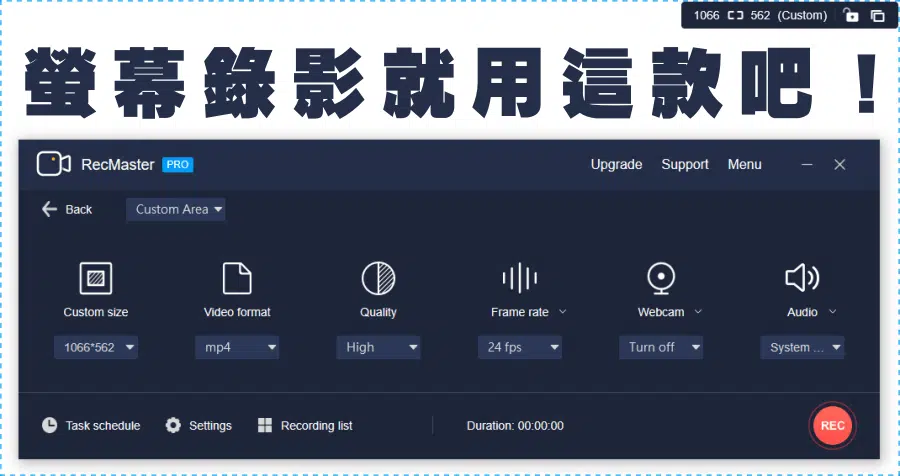 1066 562 (Custom)
螢幕錄影就用這款吧！
RecMaster PRO Upgrade Support Menu
Back Custom Area
Custom size Video format Quality Frame rate Webcam Audio
1066*562 mp4 High 24 fps Turn off System ...
Task schedule Settings Recording list Duration: 00:00:00 REC